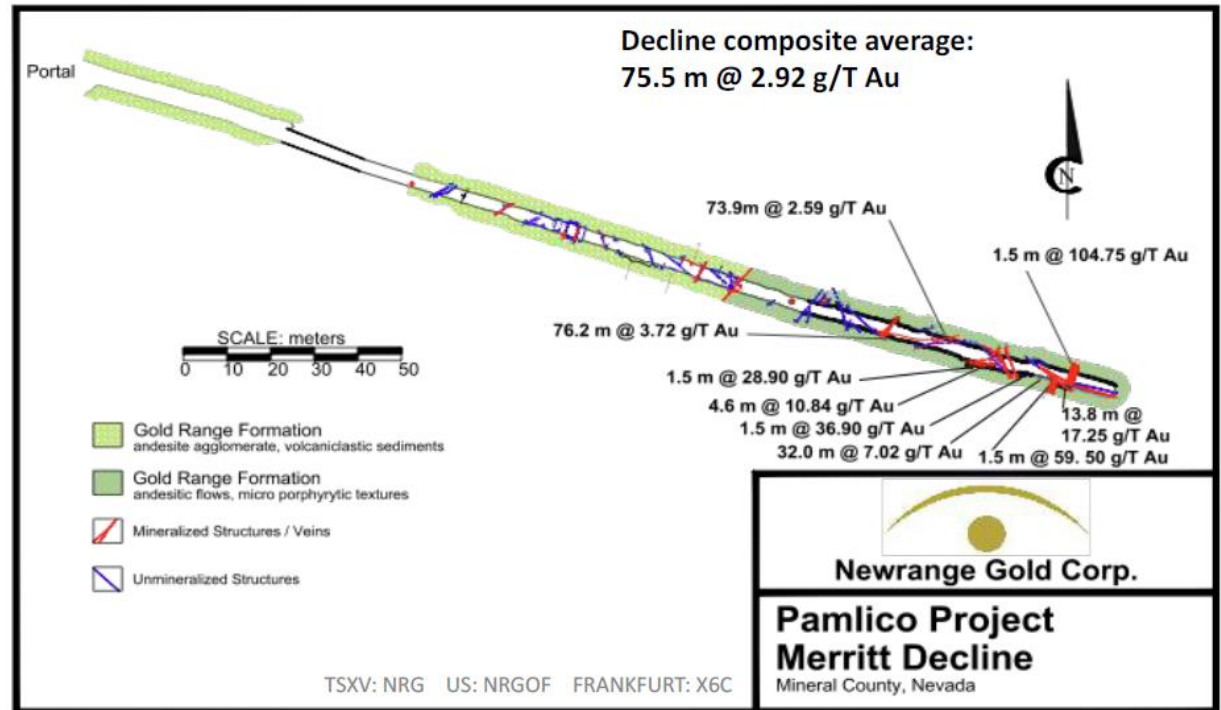 Decline composite average:
75.5 m @ 2.92 g/T Au
Portal
N
73.9m @ 2.59 g/T Au
1.5 m @ 104.75 g/T Au
76.2 m @ 3.72 g/T Au
SCALE: meters
0 10 20 30 40 50
1.5 m @ 28.90 g/T Au
4.6 m @ 10.84 g/T Au
1.5 m @ 36.90 g/T Au
32.0 m @ 7.02 g/T Au
13.8 m @
17.25 g/T Au
1.5 m @ 59. 50 g/T Au
Gold Range Formation
andesite agglomerate, volcaniclastic sediments
Gold Range Formation
andesitic flows, micro porphyrytic textures
Mineralized Structures / Veins
Unmineralized Structures
Newrange Gold Corp.
Pamlico Project
Merritt Decline
Mineral County, Nevada
TSXV: NRG US: NRGOF FRANKFURT: X6C